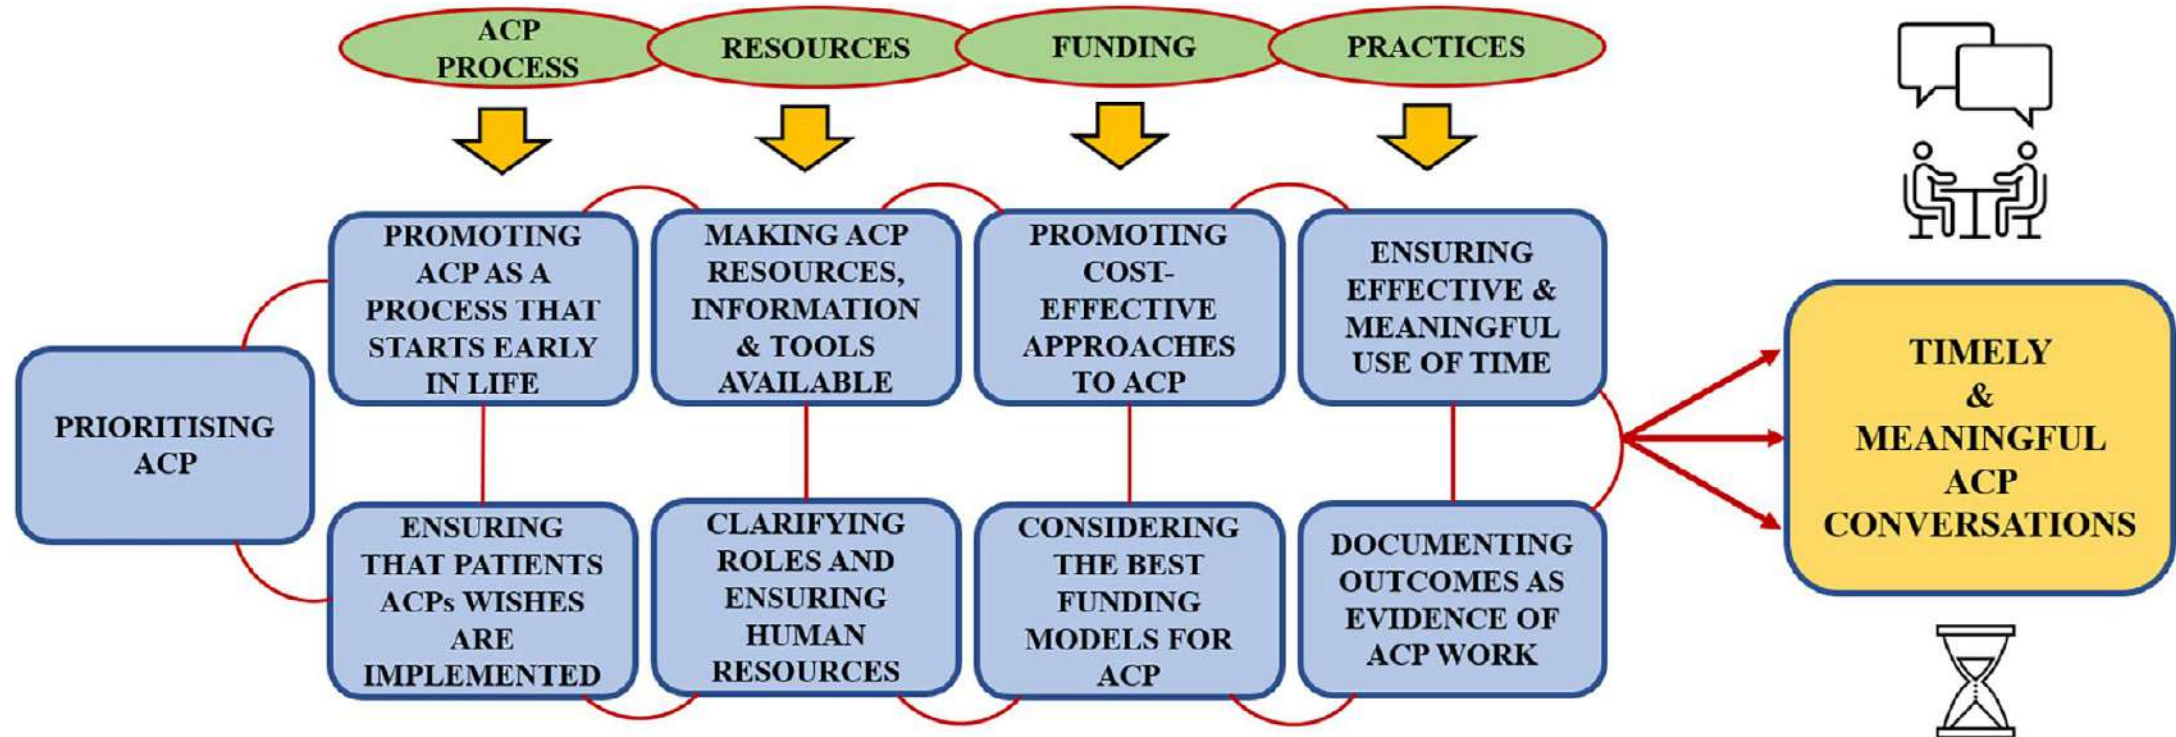 ACP
PROCESS
RESOURCES
FUNDING
PRACTICES
PRIORITISING
ACP
PROMOTING
ACP AS A
PROCESS THAT
STARTS EARLY
IN LIFE
MAKING ACP
RESOURCES,
INFORMATION
& TOOLS
AVAILABLE
PROMOTING
COST-
EFFECTIVE
APPROACHES
TO ACP
ENSURING
EFFECTIVE &
MEANINGFUL
USE OF TIME
ENSURING
THAT PATIENTS
ACPs WISHES
ARE
IMPLEMENTED
CLARIFYING
ROLES AND
ENSURING
HUMAN
RESOURCES
CONSIDERING
THE BEST
FUNDING
MODELS FOR
ACP
DOCUMENTING
OUTCOMES AS
EVIDENCE OF
ACP WORK
TIMELY
&
MEANINGFUL
ACP
CONVERSATIONS